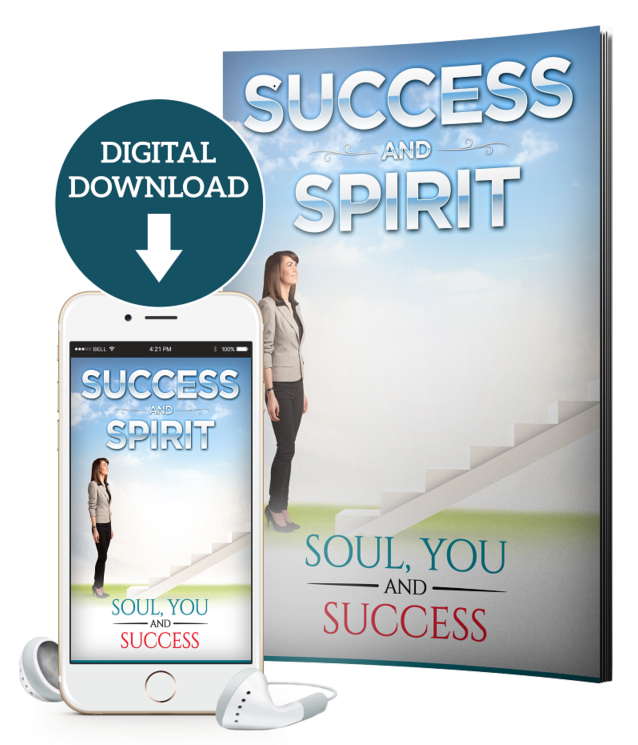 DIGITAL
DOWNLOAD
SUCCESS
AND
SPIRIT
SOUL, YOU
AND
SUCCESS
BELL 4:21 PM 100%
SUCCESS
AND
SPIRIT
SOUL, YOU
AND
SUCCESS